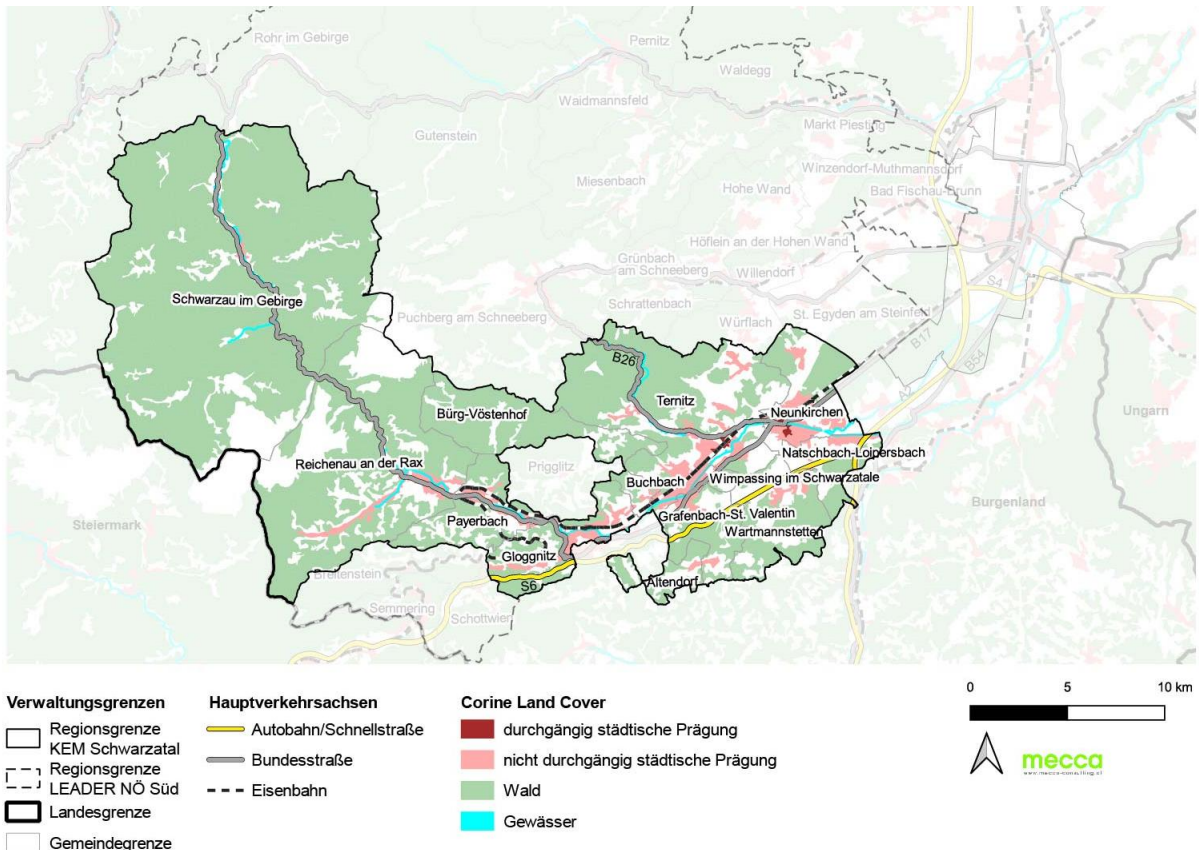 Rohr im Gebirge
Pernitz
Waldegg
Waidmannsfeld
Markt Piesting
Gutenstein
Winzendorf-Muthmannsdorf
Miesenbach
Hohe Wand
Bad Fischau-Brunn
Höflein an der Hohen Wand
Grünbach
am Schneeberg
Willendorf
S4
Schwarzau im Gebirge
Schrattenbach
Puchberg am Schneeberg
Würflach
St. Egyden am Steinfeld
B17
B54
A2
B26
Ternitz
Bürg-Vöstenhof
Neunkirchen
Ungarn
Natschbach-Loipersbach
Reichenau an der Rax
Prigglitz
Buchbach
Wimpassing im Schwarzatale
Burgenland
Steiermark
Payerbach
Grafenbach-St. Valentin
Wartmannstetten
Gloggnitz
Breitenstein
Altendorf
S6
Semmering
Schottwien
Verwaltungsgrenzen
Regionsgrenze
KEM Schwarzatal
Regionsgrenze
LEADER NÖ Süd
Landesgrenze
Gemeindegrenze
Hauptverkehrsachsen
Autobahn/Schnellstraße
Bundesstraße
Eisenbahn
Corine Land Cover
durchgängig städtische Prägung
nicht durchgängig städtische Prägung
Wald
Gewässer
0 5 10 km
mecca
www.mecca-consulting.at